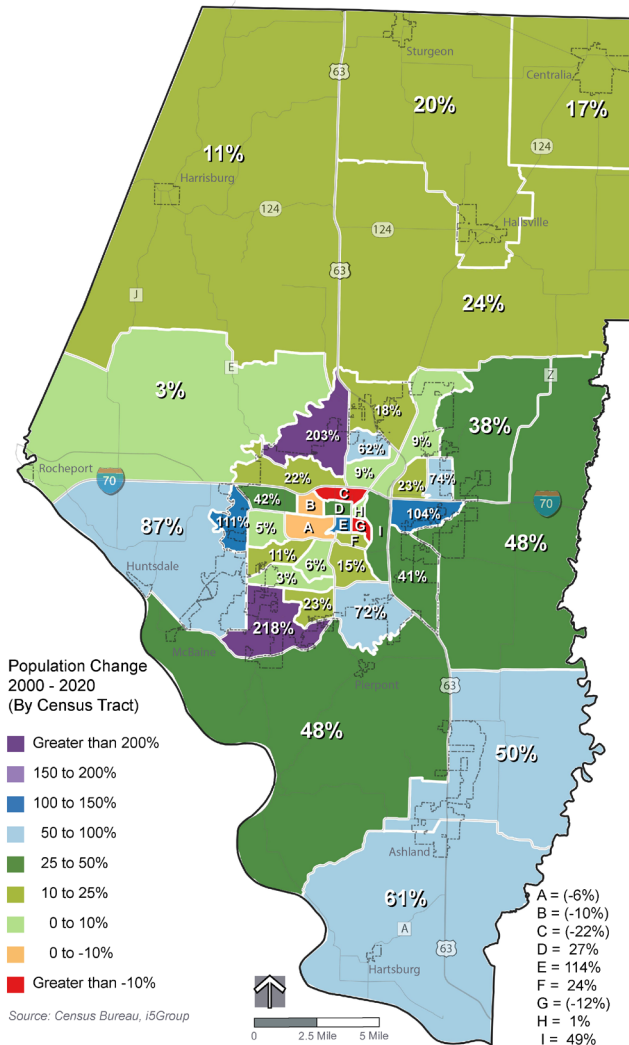 63
Sturgeon
Centralia
20%
17%
11%
124
Harrisburg
124
124
Hallsville
63
24%
J
E
Z
3%
18%
203%
38%
62%
9%
Rocheport
22%
9%
23%
74%
70
42%
C
B
D
H
104%
70
87%
111%
5%
A
E
G
I
48%
F
Huntsdale
11%
6%
15%
41%
3%
23%
72%
218%
McBaine
Pierpont
63
Population Change
2000 - 2020
(By Census Tract)
48%
50%
Greater than 200%
150 to 200%
100 to 150%
50 to 100%
25 to 50%
10 to 25%
0 to 10%
0 to -10%
Greater than -10%
Ashland
61%
A
63
Hartsburg
A = (-6%)
B = (-10%)
C = (-22%)
D = 27%
E = 114%
F = 24%
G = (-12%)
H = 1%
I = 49%
Source: Census Bureau, i5Group
0 2.5 Mile 5 Mile